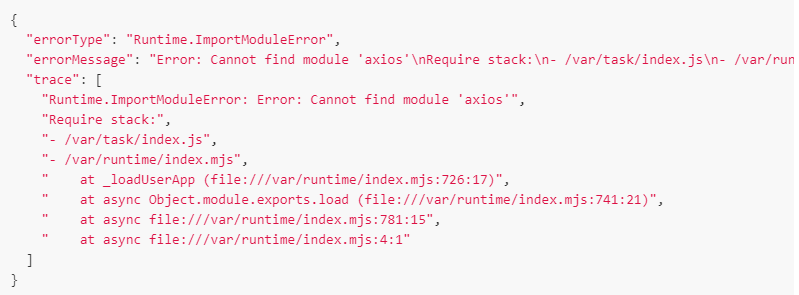 {
"errorType": "Runtime.ImportModuleError",
"errorMessage": "Error: Cannot find module 'axios'\nRequire stack:\n- /var/task/index.js\n- /var/run
"trace": [
"Runtime.ImportModuleError: Error: Cannot find module 'axios'",
"Require stack:",
"- /var/task/index.js",
"- /var/runtime/index.mjs",
"    at _loadUserApp (file:///var/runtime/index.mjs:726:17)",
"    at async Object.module.exports.load (file:///var/runtime/index.mjs:741:21)",
"    at async file:///var/runtime/index.mjs:781:15",
"    at async file:///var/runtime/index.mjs:4:1"
]
}